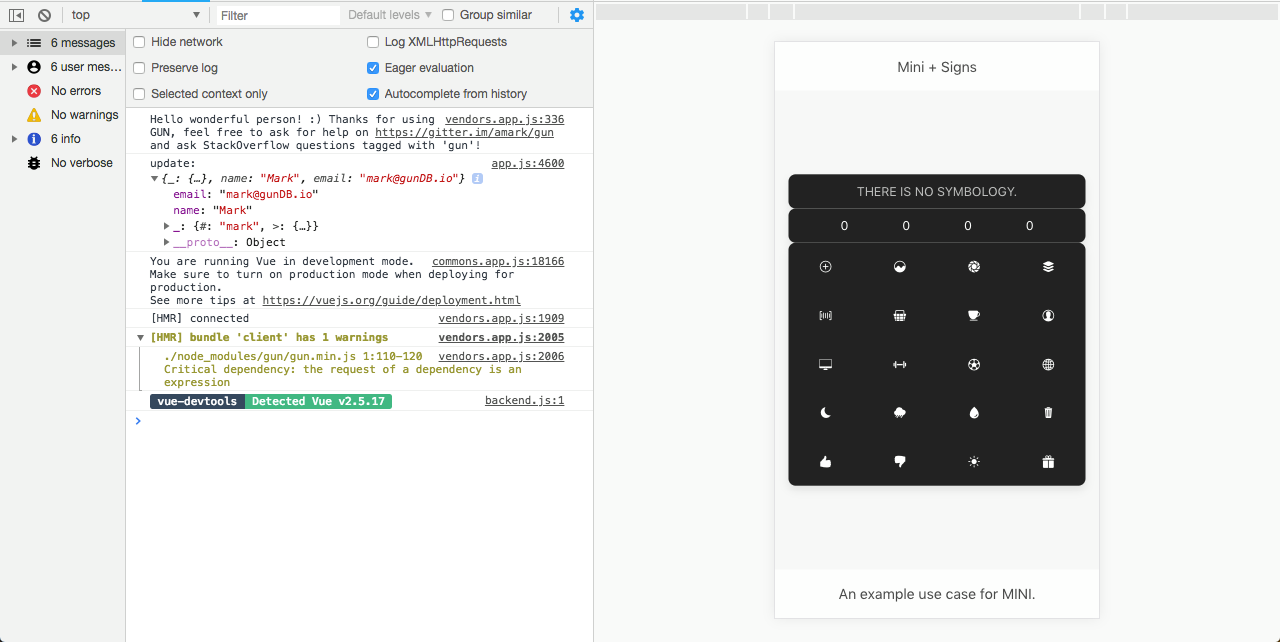 top
Filter
Default levels
Group similar
6 messages
6 user mes...
No errors
No warnings
6 info
No verbose
Hide network
Log XMLHttpRequests
Preserve log
Eager evaluation
Selected context only
Autocomplete from history
Hello wonderful person! :) Thanks for using vendors.app.js:336
GUN, feel free to ask for help on https://gitter.im/amark/gun
and ask StackOverflow questions tagged with 'gun'!
update: app.js:4600
{_: {…}, name: "Mark", email: "mark@gunDB.io"}
email: "mark@gunDB.io"
name: "Mark"
_: {#: "mark", >: {…}}
__proto__: Object
You are running Vue in development mode. commons.app.js:18166
Make sure to turn on production mode when deploying for
production.
See more tips at https://vuejs.org/guide/deployment.html
[HMR] connected vendors.app.js:1909
[HMR] bundle 'client' has 1 warnings vendors.app.js:2005
./node_modules/gun/gun.min.js 1:110-120 vendors.app.js:2006
Critical dependency: the request of a dependency is an
expression
vue-devtools Detected Vue v2.5.17 backend.js:1
Mini + Signs
THERE IS NO SYMBOLOGY.
0 0 0 0
An example use case for MINI.